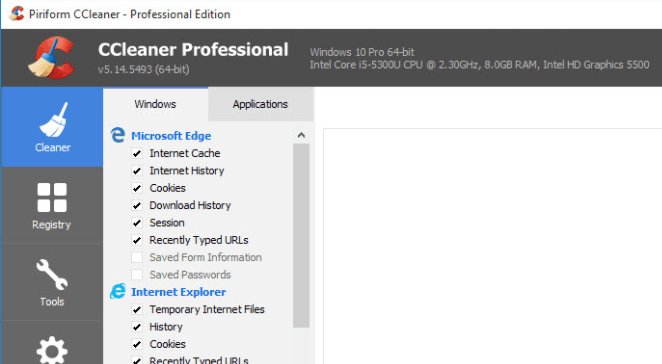 Piriform CCleaner - Professional Edition
CCleaner Professional
v5.14.5493 (64-bit)
Windows 10 Pro 64-bit
Intel Core i5-5300U CPU @ 2.30GHz, 8.0GB RAM, Intel HD Graphics 5500
Cleaner
Registry
Tools
Windows
Applications
Microsoft Edge
Internet Cache
Internet History
Cookies
Download History
Session
Recently Typed URLs
Saved Form Information
Saved Passwords
Internet Explorer
Temporary Internet Files
History
Cookies
Recently Typed URLs